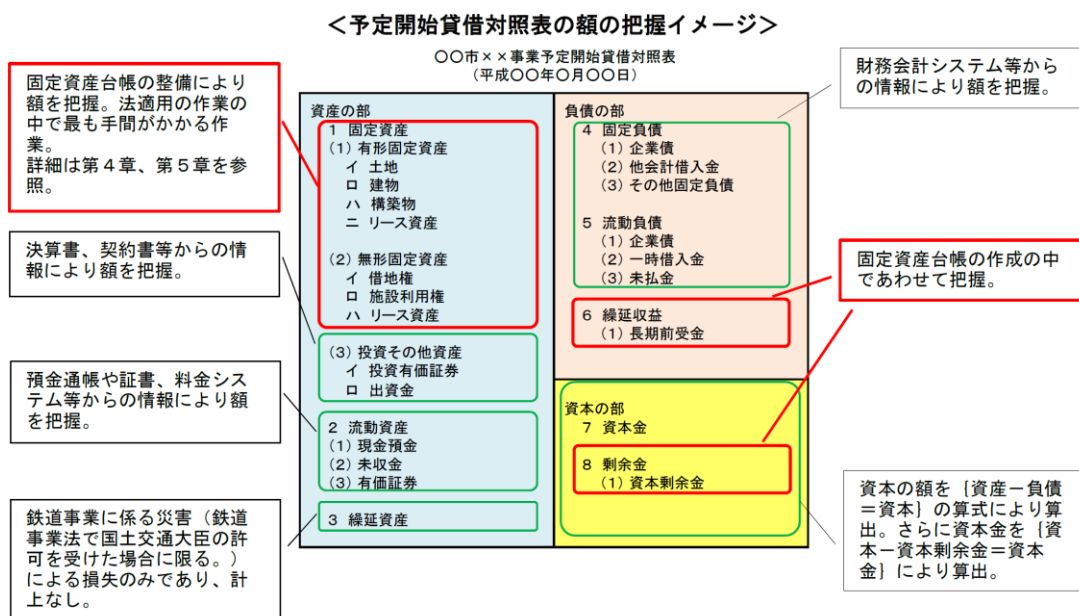 ＜予定開始貸借対照表の額の把握イメージ＞
〇〇市××事業予定開始貸借対照表
（平成〇〇年〇月〇〇日）
固定資産台帳の整備により
額を把握。法適用の作業の
中で最も手間がかかる作
業。
詳細は第４章、第５章を参
照。
決算書、契約書等からの情
報により額を把握。
預金通帳や証書、料金シス
テム等からの情報により額
を把握。
鉄道事業に係る災害（鉄道
事業法で国土交通大臣の許
可を受けた場合に限る。）
による損失のみであり、計
上なし。
資産の部
１ 固定資産
（１）有形固定資産
イ 土地
ロ 建物
ハ 構築物
ニ リース資産
（２）無形固定資産
イ 借地権
ロ 施設利用権
ハ リース資産
（３）投資その他資産
イ 投資有価証券
ロ 出資金
２ 流動資産
（１）現金預金
（２）未収金
（３）有価証券
３ 繰延資産
負債の部
４ 固定負債
（１）企業債
（２）他会計借入金
（３）その他固定負債
５ 流動負債
（１）企業債
（２）一時借入金
（３）未払金
６ 繰延収益
（１）長期前受金
資本の部
７ 資本金
８ 剰余金
（１）資本剰余金
財務会計システム等から
の情報により額を把握。
固定資産台帳の作成の中
であわせて把握。
資本の額を｛資産－負債
＝資本｝の算式により算
出。さらに資本金を｛資
本－資本剰余金＝資本
金｝により算出。